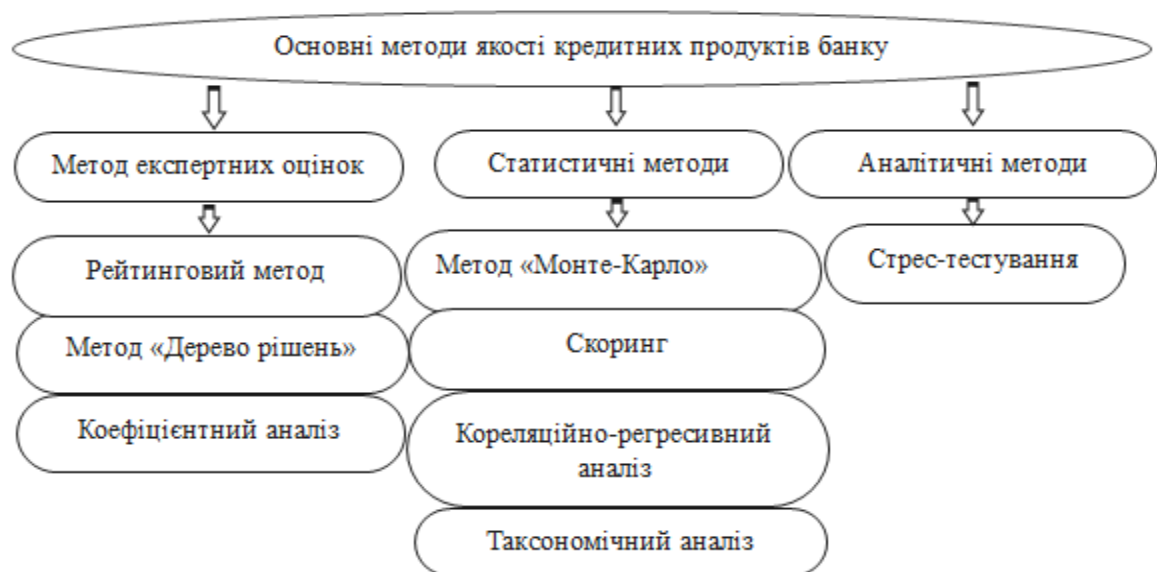 Основні методи якості кредитних продуктів банку
Метод експертних оцінок
Статистичні методи
Аналітичні методи
Рейтинговий метод
Метод «Дерево рішень»
Коефіцієнтний аналіз
Метод «Монте-Карло»
Скоринг
Кореляційно-регресивний
аналіз
Таксономічний аналіз
Стрес-тестування